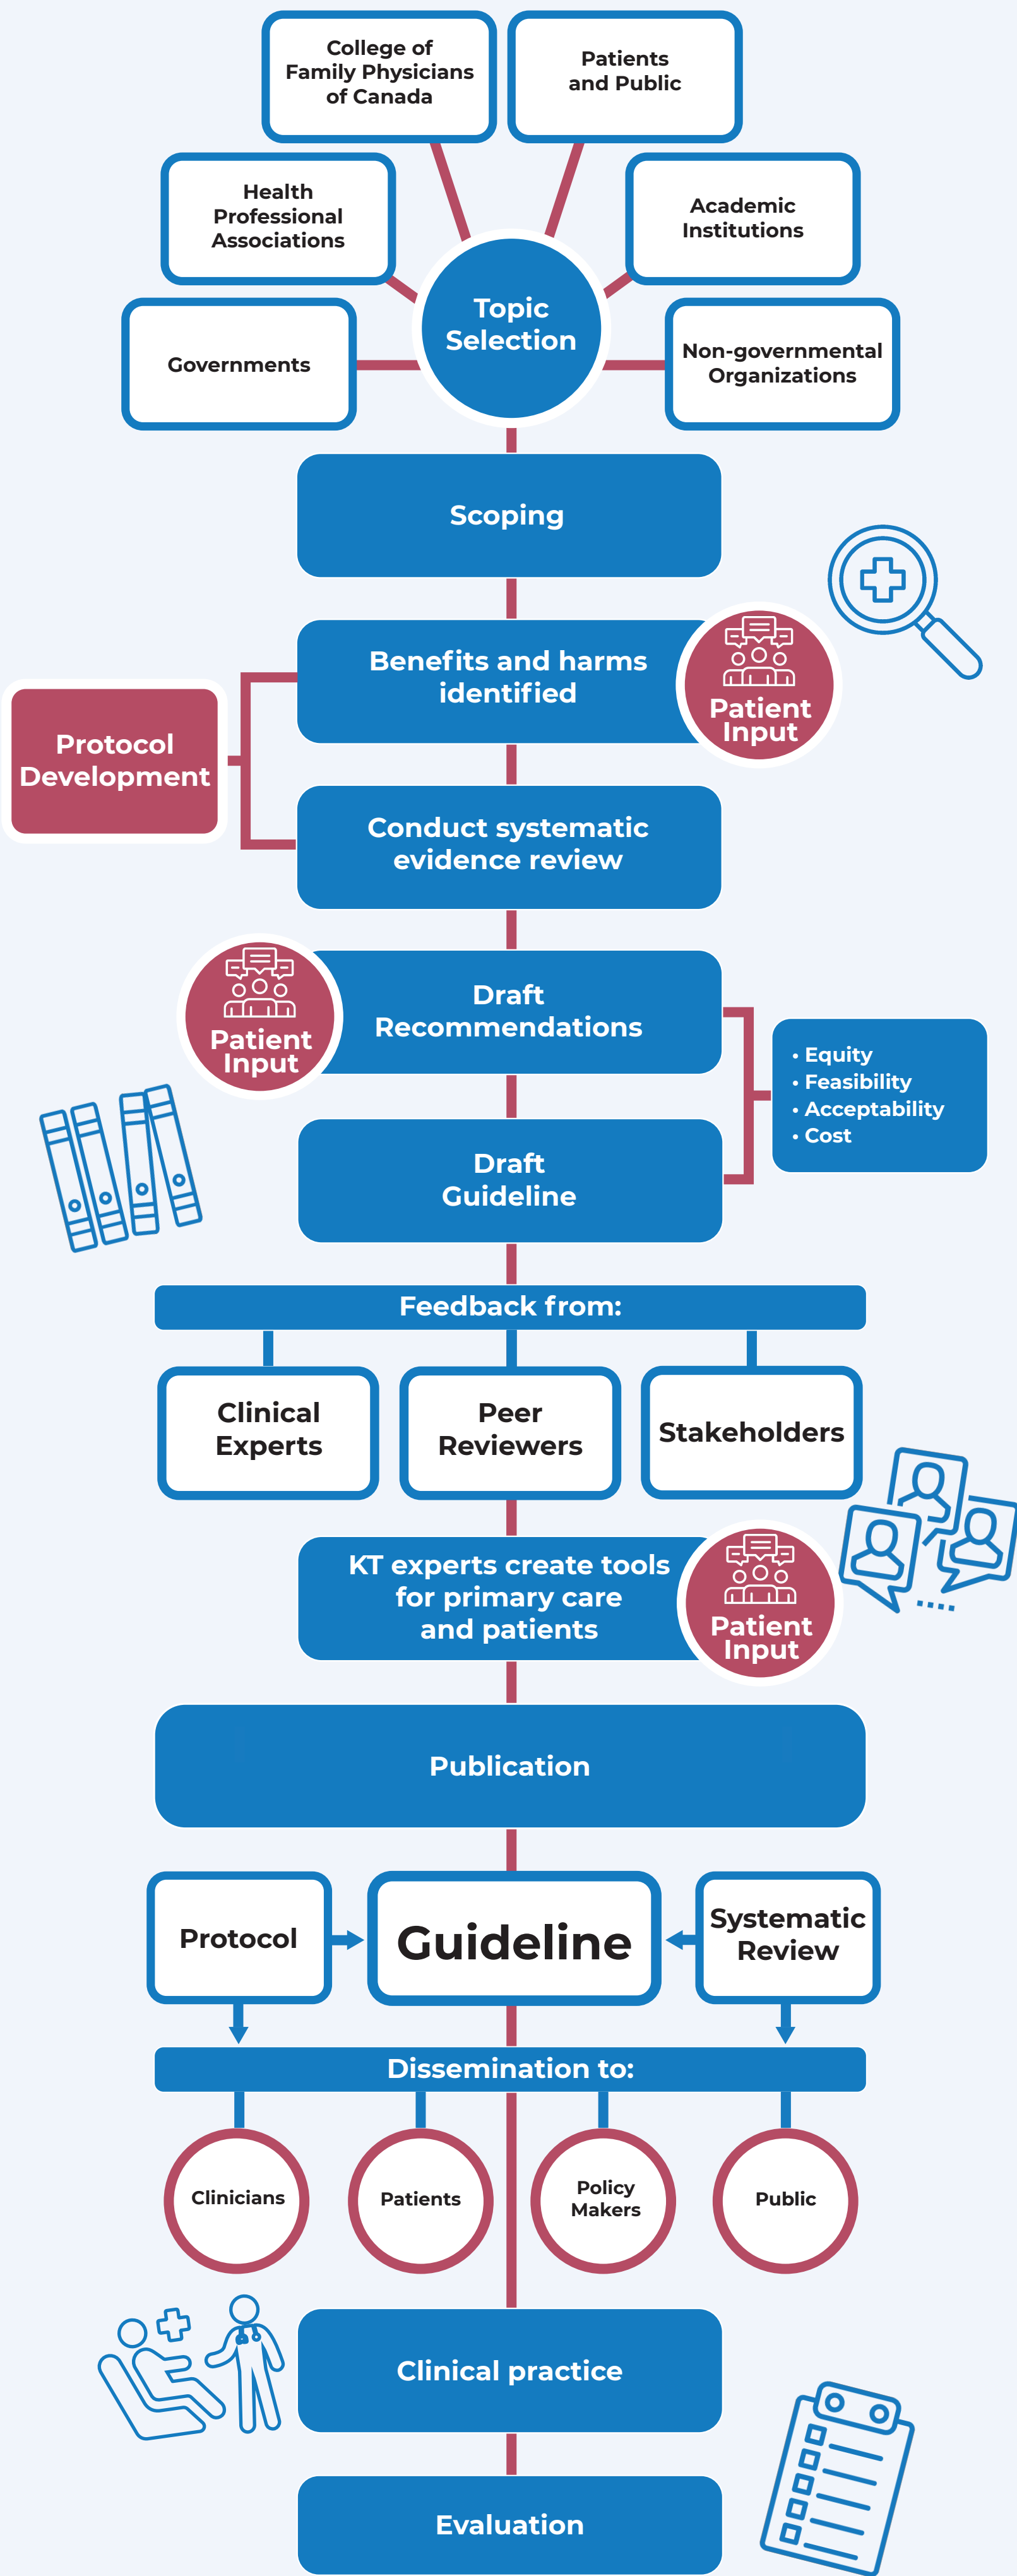 College of
Family Physicians
of Canada
Patients
and Public
Health
Professional
Associations
Academic
Institutions
Topic
Selection
Governments
Non-governmental
Organizations
Scoping
Benefits and harms
identified
Patient
Input
Protocol
Development
Conduct systematic
evidence review
Draft
Recommendations
Patient
Input
• Equity
• Feasibility
• Acceptability
• Cost
Draft
Guideline
Feedback from:
Clinical
Experts
Peer
Reviewers
Stakeholders
KT experts create tools
for primary care
and patients
Patient
Input
Publication
Protocol
Guideline
Systematic
Review
Dissemination to:
Clinicians
Patients
Policy
Makers
Public
Clinical practice
Evaluation